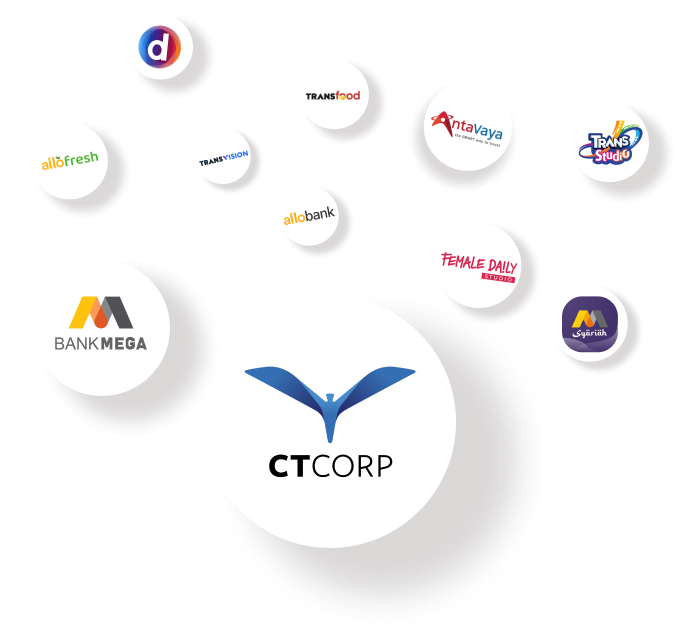 d
TRANSfood
AntaVaya
the SMART way to travel
TRANS
Studio
allofresh
TRANSVISION
allobank
FEMALE DAILY
STUDIO
BANKMEGA
syariah
CTCORP